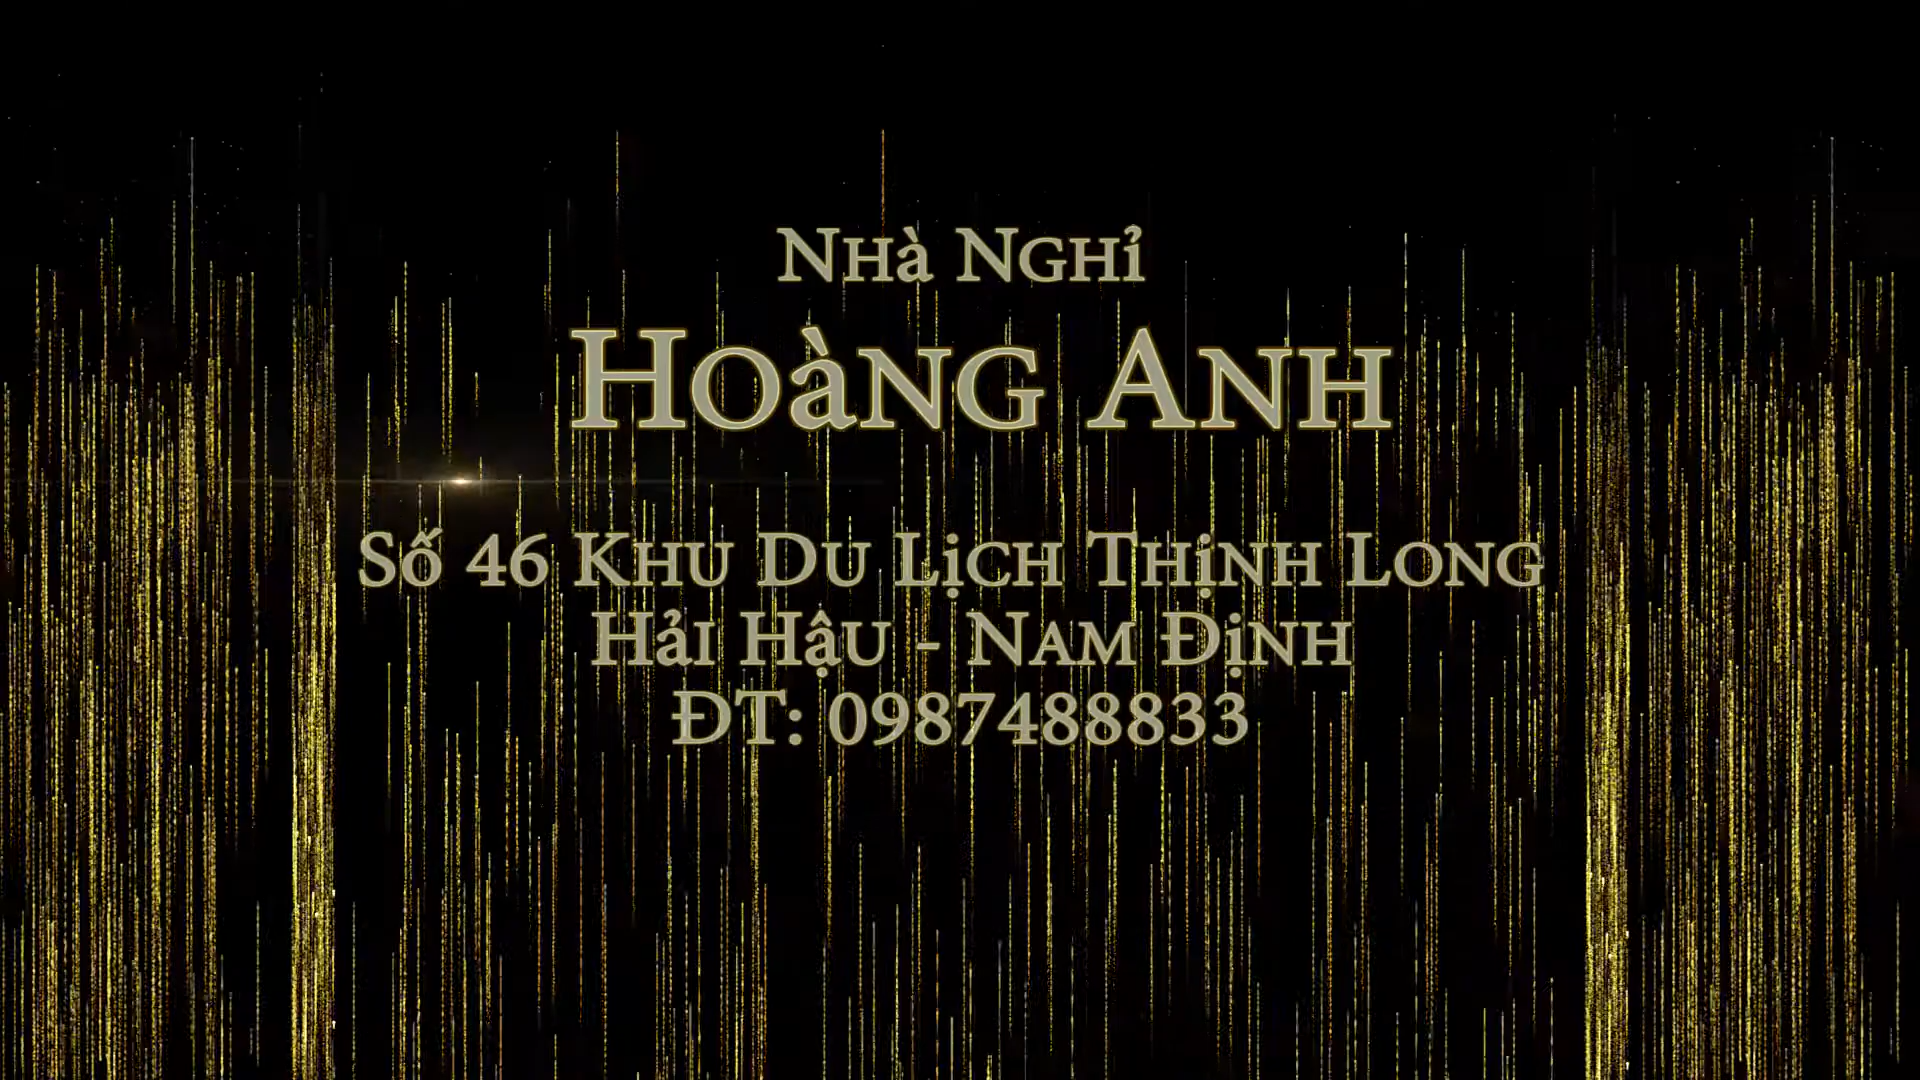 Nhà Nghỉ
Hoàng Anh
Số 46 Khu Du Lịch Thịnh Long
Hải Hậu - Nam Định
ĐT: 0987488833